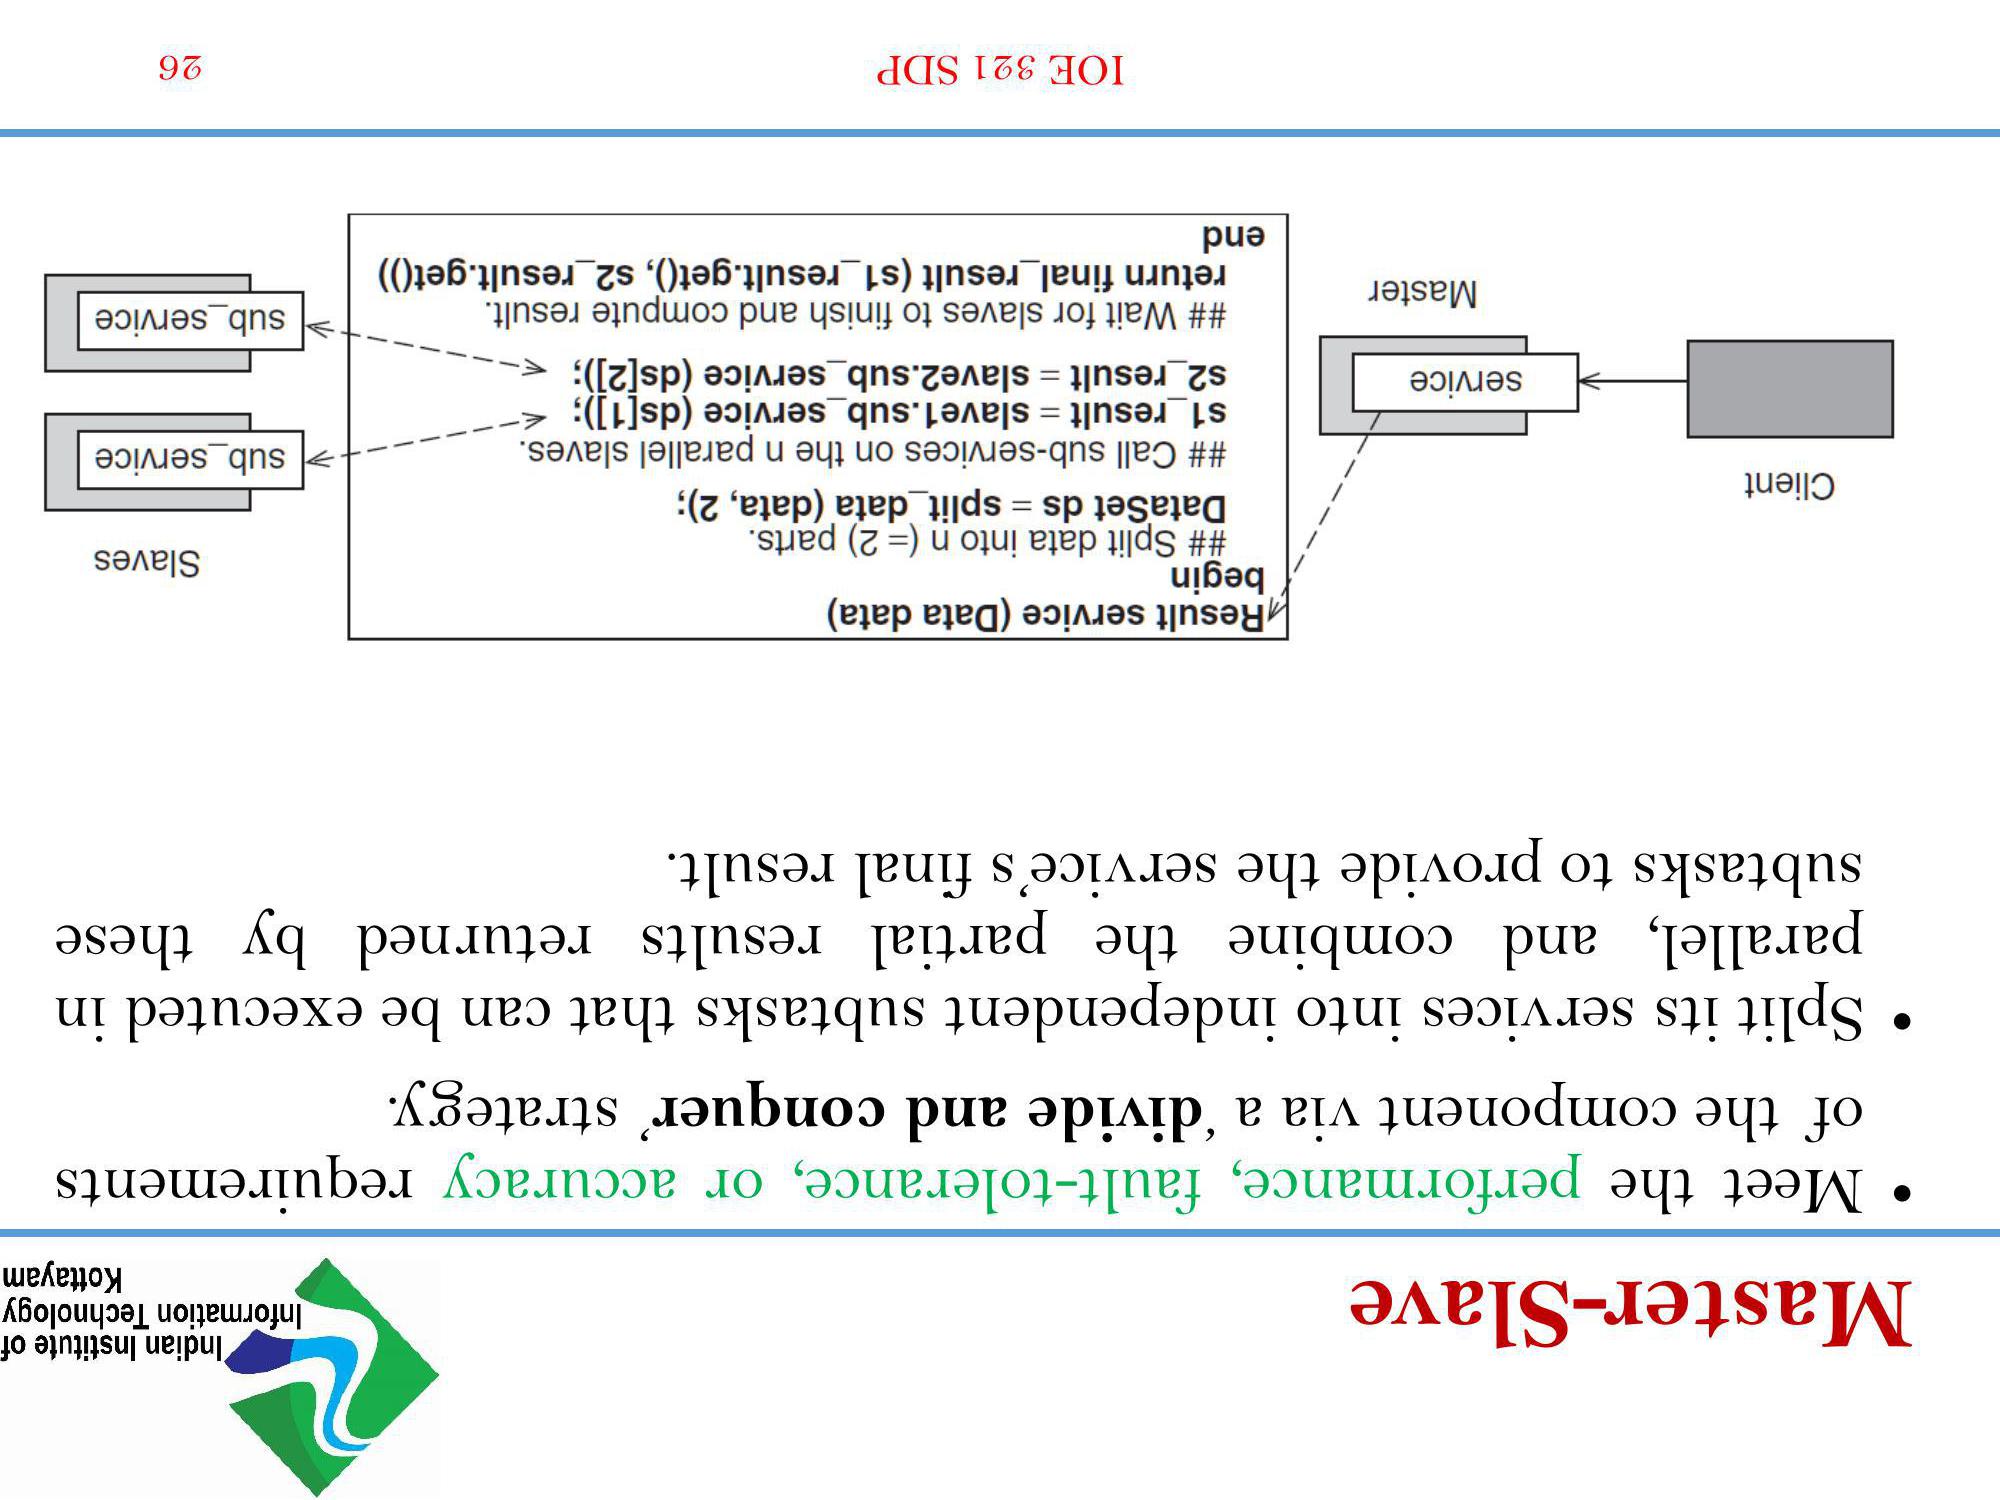 Master-Slave
Indian Institute of
Information Technology
Kottayam
• Meet the performance, fault-tolerance, or accuracy requirements
of the component via a ‘divide and conquer’ strategy.
• Split its services into independent subtasks that can be executed in
parallel, and combine the partial results returned by these
subtasks to provide the service’s final result.
Client
service
Master
Result service (Data data)
begin
## Split data into n (= 2) parts.
DataSet ds = split_data (data, 2);
## Call sub-services on the n parallel slaves.
s1_result = slave1.sub_service (ds[1]);
s2_result = slave2.sub_service (ds[2]);
## Wait for slaves to finish and compute result.
return final_result (s1_result.get(), s2_result.get())
end
Slaves
sub_service
sub_service
IOE 321 SDP
26